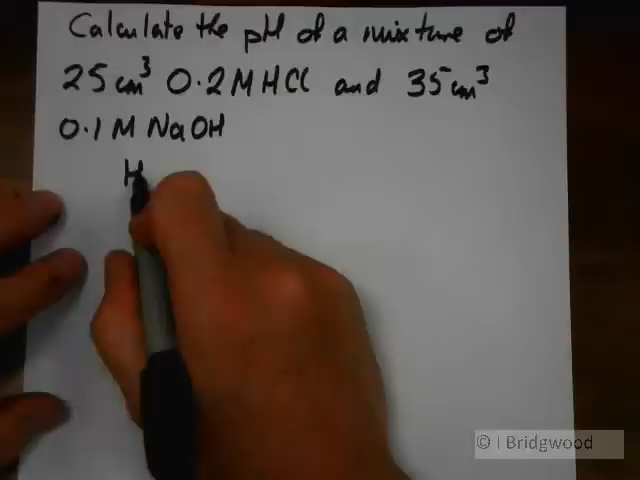 Calculate the pH of a mixture of
25cm³ 0.2M HCl and 35cm³
0.1M NaOH
H
© I Bridgwood